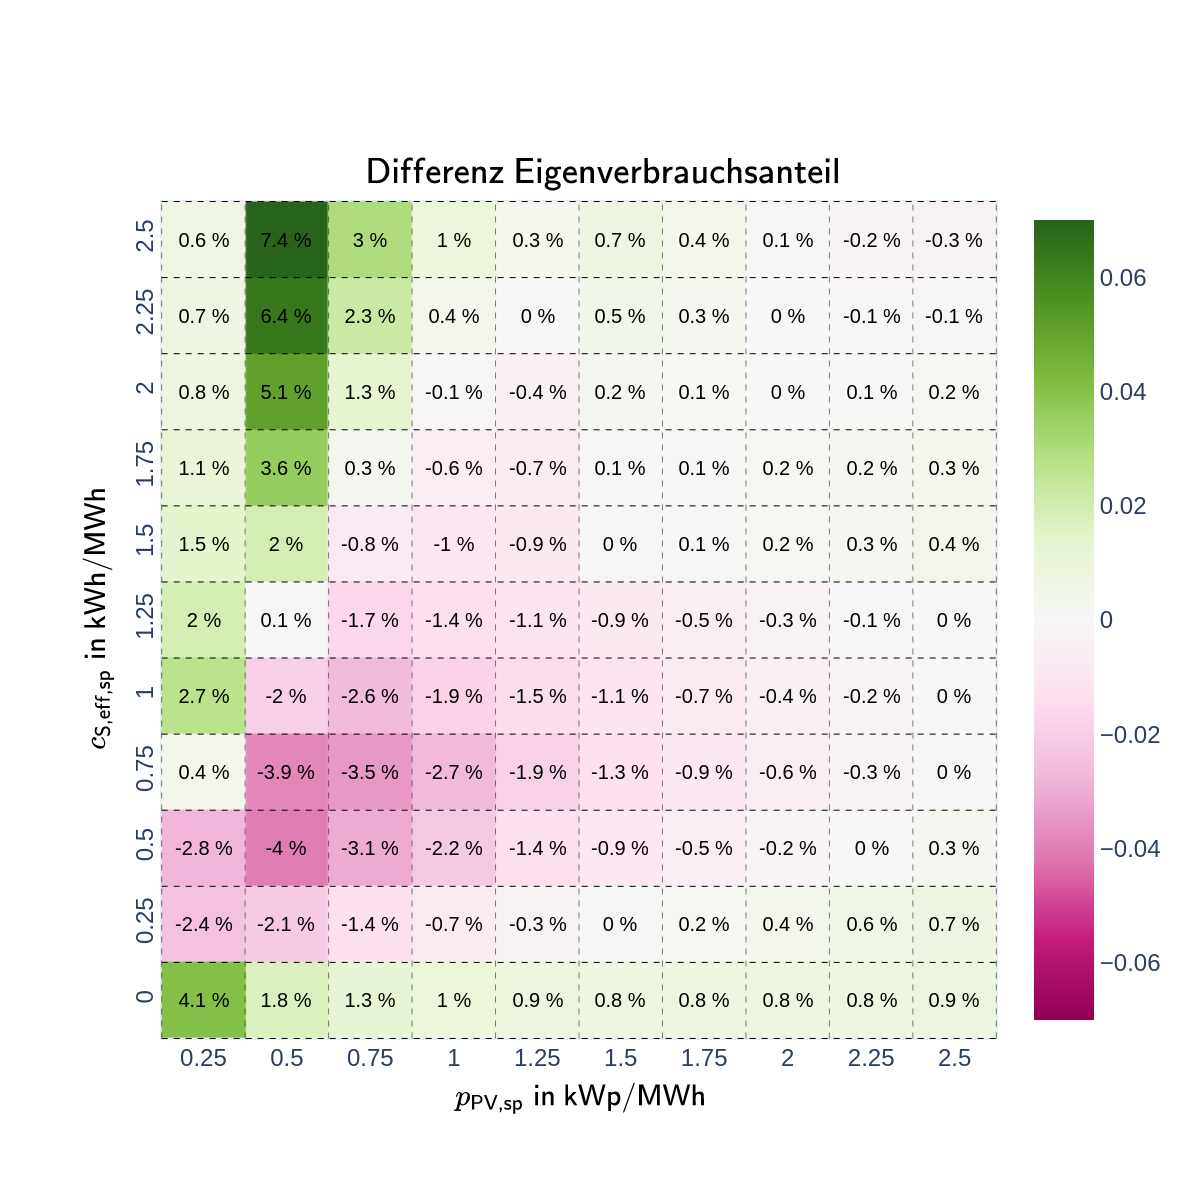 Differenz Eigenverbrauchsanteil
2.5 0.6 % 7.4 % 3 % 1 % 0.3 % 0.7 % 0.4 % 0.1 % -0.2 % -0.3 %
2.25 0.7 % 6.4 % 2.3 % 0.4 % 0 % 0.5 % 0.3 % 0 % -0.1 % -0.1 %
2 0.8 % 5.1 % 1.3 % -0.1 % -0.4 % 0.2 % 0.1 % 0 % 0.1 % 0.2 %
1.75 1.1 % 3.6 % 0.3 % -0.6 % -0.7 % 0.1 % 0.1 % 0.2 % 0.2 % 0.3 %
1.5 1.5 % 2 % -0.8 % -1 % -0.9 % 0 % 0.1 % 0.2 % 0.3 % 0.4 %
1.25 2 % 0.1 % -1.7 % -1.4 % -1.1 % -0.9 % -0.5 % -0.3 % -0.1 % 0 %
1 2.7 % -2 % -2.6 % -1.9 % -1.5 % -1.1 % -0.7 % -0.4 % -0.2 % 0 %
0.75 0.4 % -3.9 % -3.5 % -2.7 % -1.9 % -1.3 % -0.9 % -0.6 % -0.3 % 0 %
0.5 -2.8 % -4 % -3.1 % -2.2 % -1.4 % -0.9 % -0.5 % -0.2 % 0 % 0.3 %
0.25 -2.4 % -2.1 % -1.4 % -0.7 % -0.3 % 0 % 0.2 % 0.4 % 0.6 % 0.7 %
0 4.1 % 1.8 % 1.3 % 1 % 0.9 % 0.8 % 0.8 % 0.8 % 0.8 % 0.9 %
0.25 0.5 0.75 1 1.25 1.5 1.75 2 2.25 2.5
p PV,sp in kWp/MWh
c S,eff,sp in kWh/MWh
0.06
0.04
0.02
0
−0.02
−0.04
−0.06